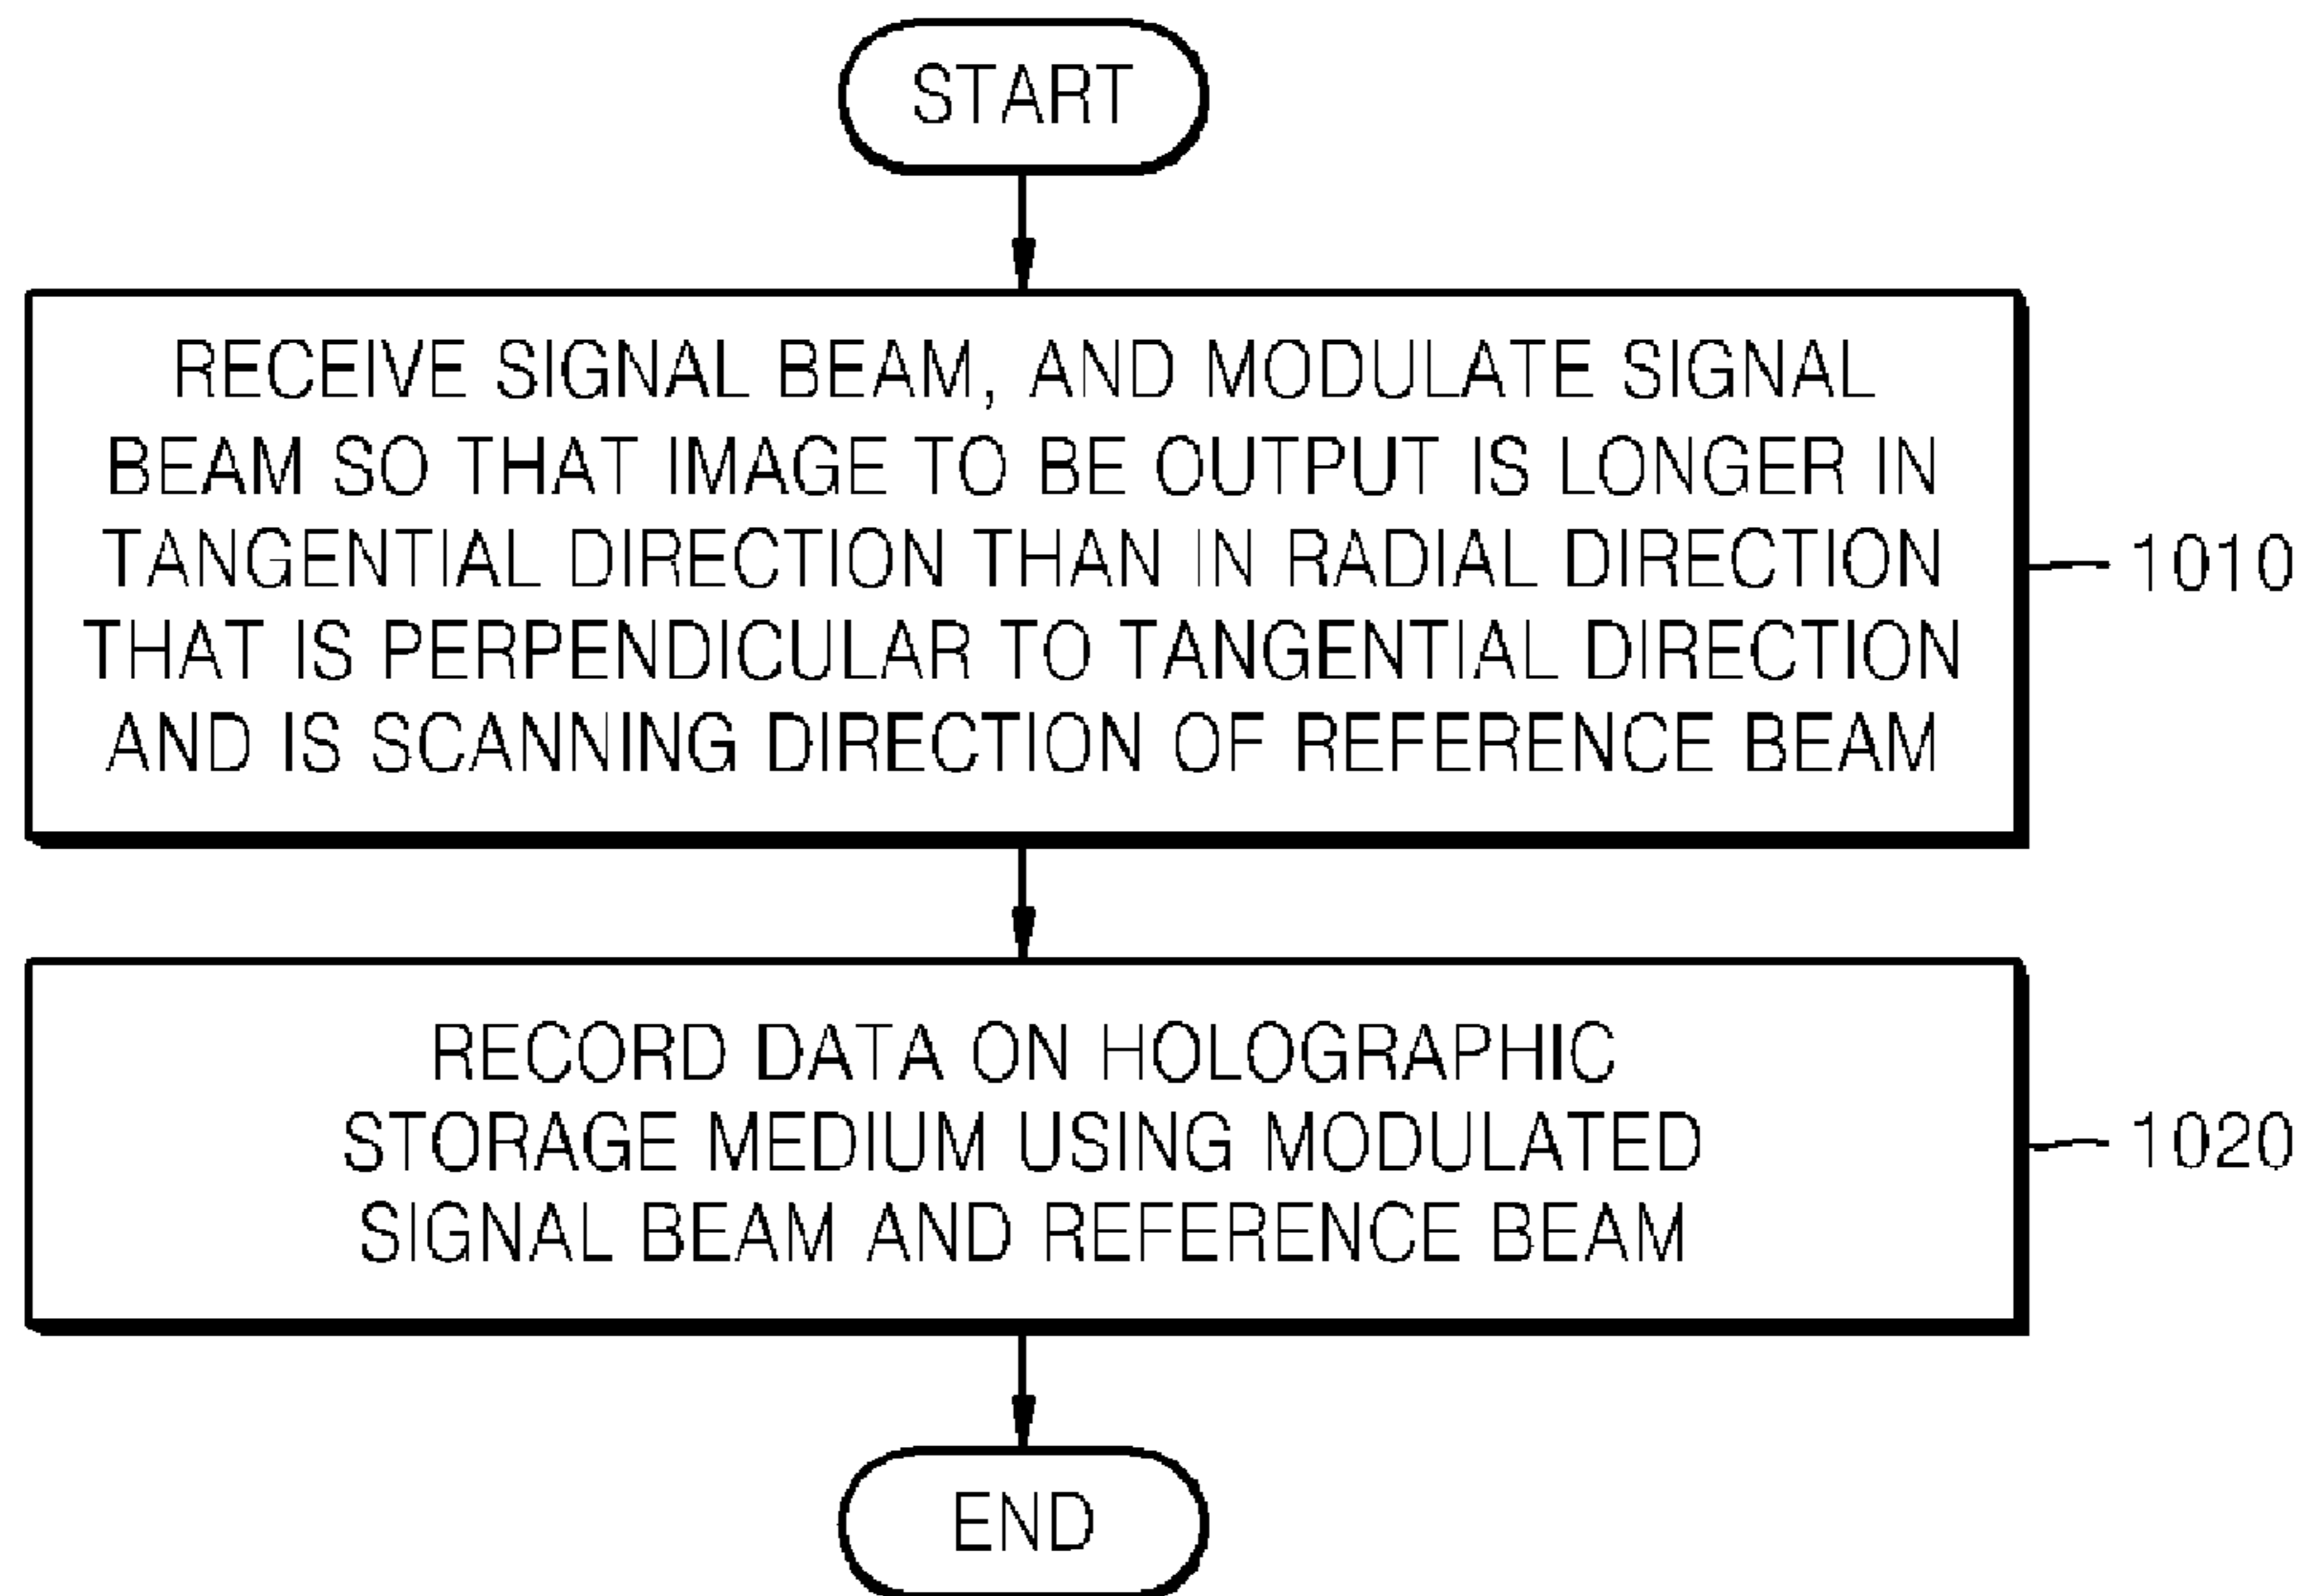 START
RECEIVE SIGNAL BEAM, AND MODULATE SIGNAL
BEAM SO THAT IMAGE TO BE OUTPUT IS LONGER IN
TANGENTIAL DIRECTION THAN IN RADIAL DIRECTION
THAT IS PERPENDICULAR TO TANGENTIAL DIRECTION
AND IS SCANNING DIRECTION OF REFERENCE BEAM
1010
RECORD DATA ON HOLOGRAPHIC
STORAGE MEDIUM USING MODULATED
SIGNAL BEAM AND REFERENCE BEAM
1020
END